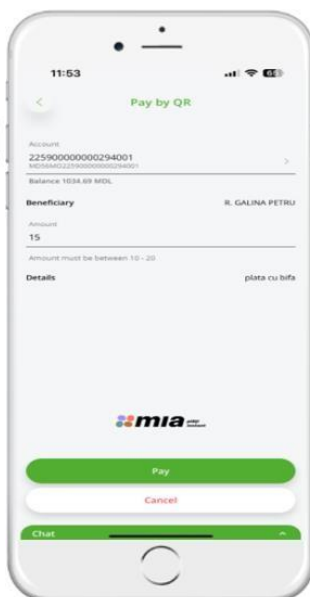 11:53
Pay by QR
Account
225900000000294001
Balance 1034.69 MDL
Beneficiary R. GALINA PETRU
Amount
15
Amount must be between 10 - 20
Details plata cu bifa
mia
Pay
Cancel
Chat